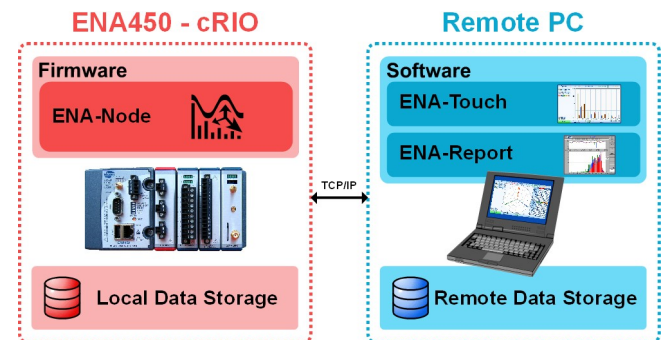 ENA450 - cRIO
Remote PC
Firmware
ENA-Node
Software
ENA-Touch
ENA-Report
TCP/IP
Local Data Storage
Remote Data Storage